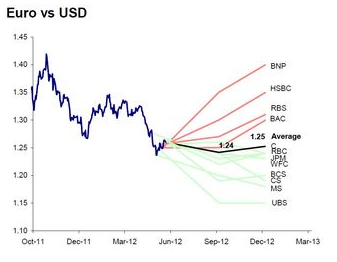 Euro vs USD
1.45
1.40
1.35
1.30
1.25
1.20
1.15
1.10
BNP
HSBC
RBS
BAC
1.25 Average
1.24
C
RBC
JPM
WFC
BCS
CS
MS
UBS
Oct-11 Dec-11 Mar-12 Jun-12 Sep-12 Dec-12 Mar-13